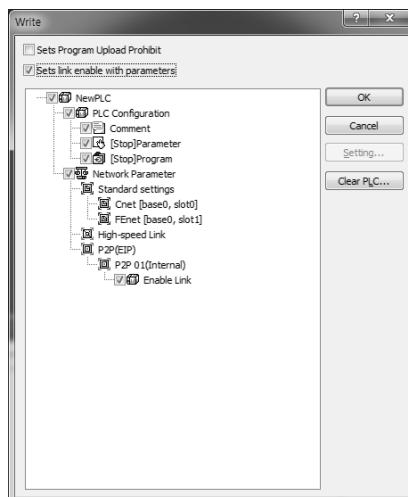 Write
Sets Program Upload Prohibit
Sets link enable with parameters
NewPLC
PLC Configuration
Comment
[Stop]Parameter
[Stop]Program
Network Parameter
Standard settings
Cnet [base0, slot0]
FEnet [base0, slot1]
High-speed Link
P2P(EIP)
P2P 01(Internal)
Enable Link
OK
Cancel
Setting...
Clear PLC...